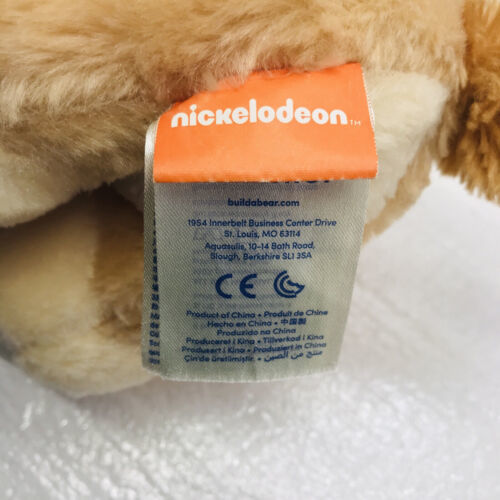 nickelodeon™
buildabear.com
1954 Innerbelt Business Center Drive
St. Louis, MO 63114
Aquasulis, 10-14 Bath Road,
Slough, Berkshire SL1 3SA
CE
Product of China • Produit de Chine
Hecho en China • 中国製
Produzido na China
Produceret i Kina • Tillverkad i Kina
Produsert i Kina • Produziert in China
Çin'de üretilmiştir. • منتج من الصين